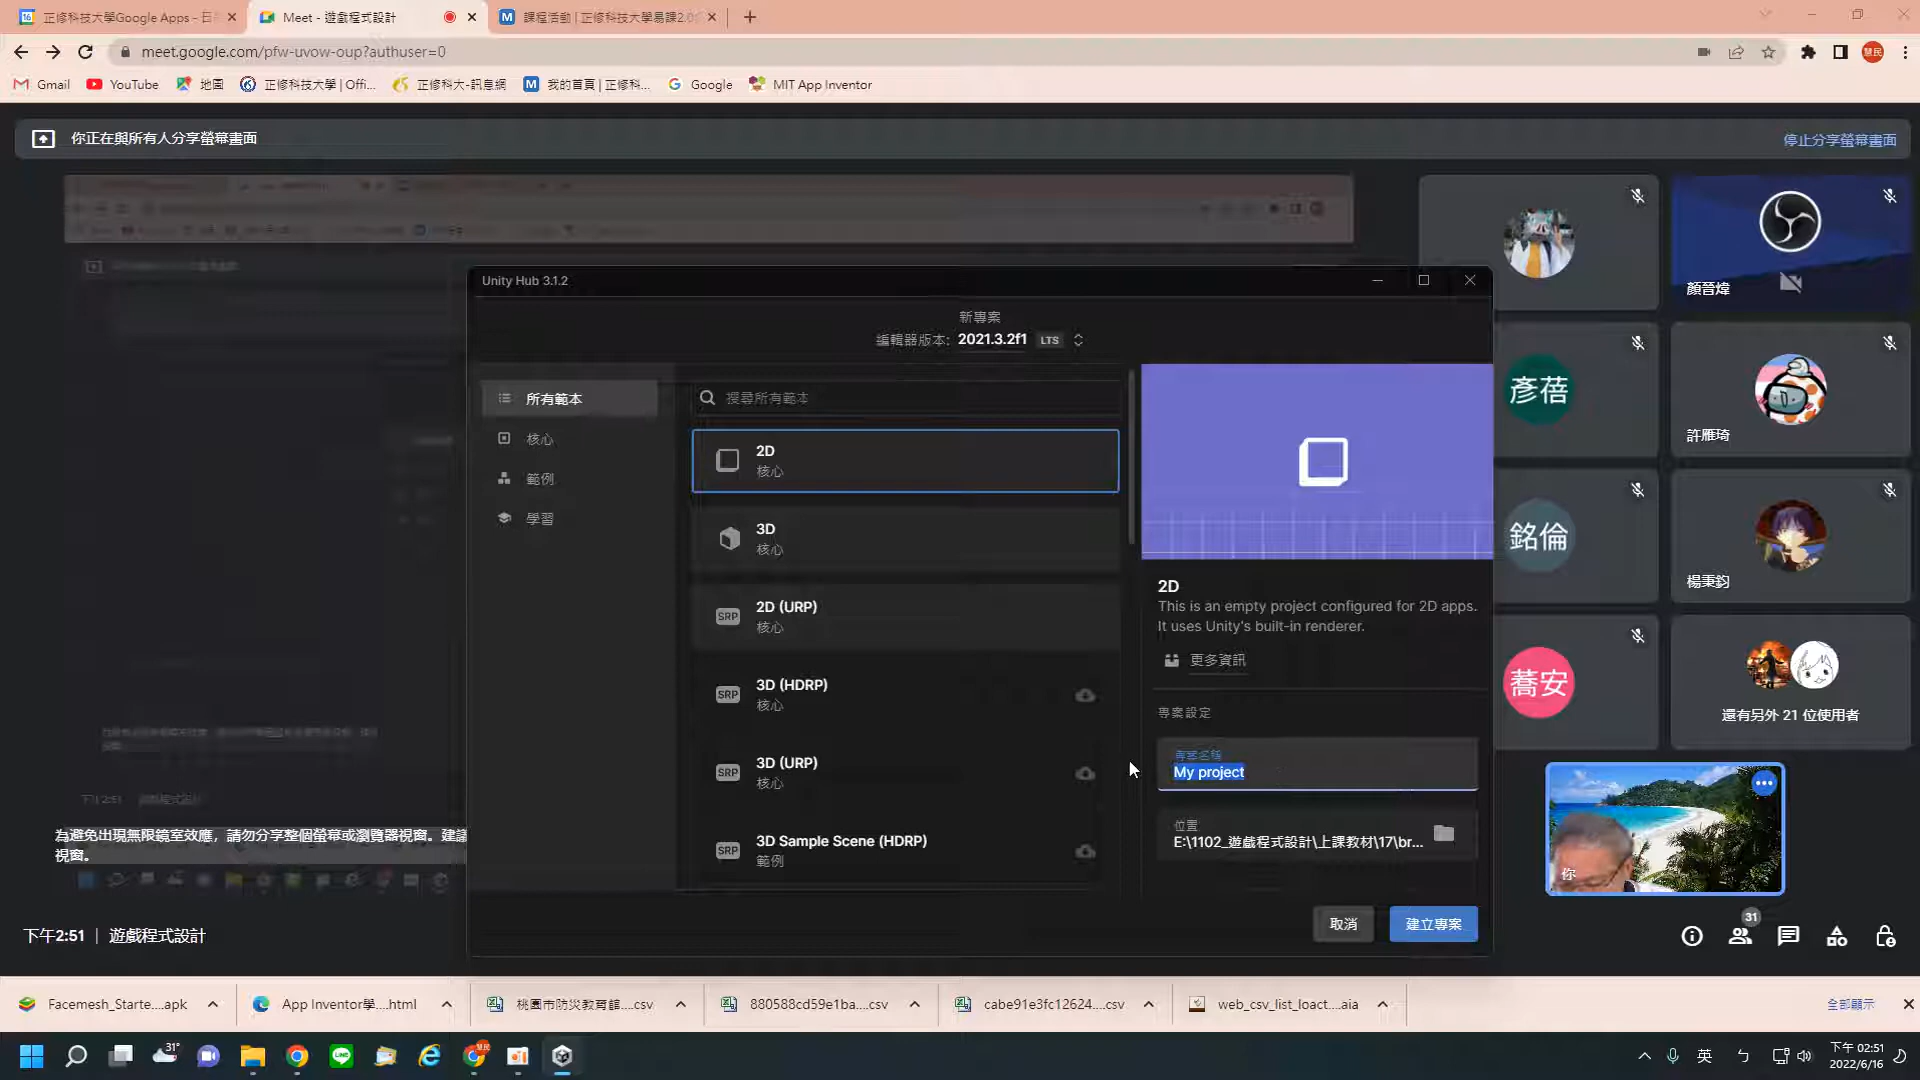 正修科技大學Google Apps - 日
Meet - 遊戲程式設計
課程活動 | 正修科技大學易課2.0
meet.google.com/pfw-uvow-oup?authuser=0
慧民
Gmail
YouTube
地圖
正修科技大學 | Offi...
正修科大-訊息網
我的首頁 | 正修科...
Google
MIT App Inventor
你正在與所有人分享螢幕畫面
停止分享螢幕畫面
顏晉煒
彥蓓
許雁琦
銘倫
楊秉鈞
蕎安
還有另外 21 位使用者
你
Unity Hub 3.1.2
新專案
編輯器版本: 2021.3.2f1 LTS
所有範本
核心
範例
學習
搜尋所有範本
2D
核心
3D
核心
SRP
2D (URP)
核心
SRP
3D (HDRP)
核心
SRP
3D (URP)
核心
SRP
3D Sample Scene (HDRP)
範例
2D
This is an empty project configured for 2D apps.
It uses Unity's built-in renderer.
更多資訊
專案設定
專案名稱
My project
位置
E:\1102_遊戲程式設計\上課教材\17\br...
取消
建立專案
為避免出現無限鏡室效應，請勿分享整個螢幕或瀏覽器視窗。建議
視窗。
下午2:51 | 遊戲程式設計
31
Facemesh_Starte....apk
App Inventor學....html
桃園市防災教育館....csv
880588cd59e1ba....csv
cabe91e3fc12624....csv
web_csv_list_loact....aia
全部顯示
31°
英
下午 02:51
2022/6/16